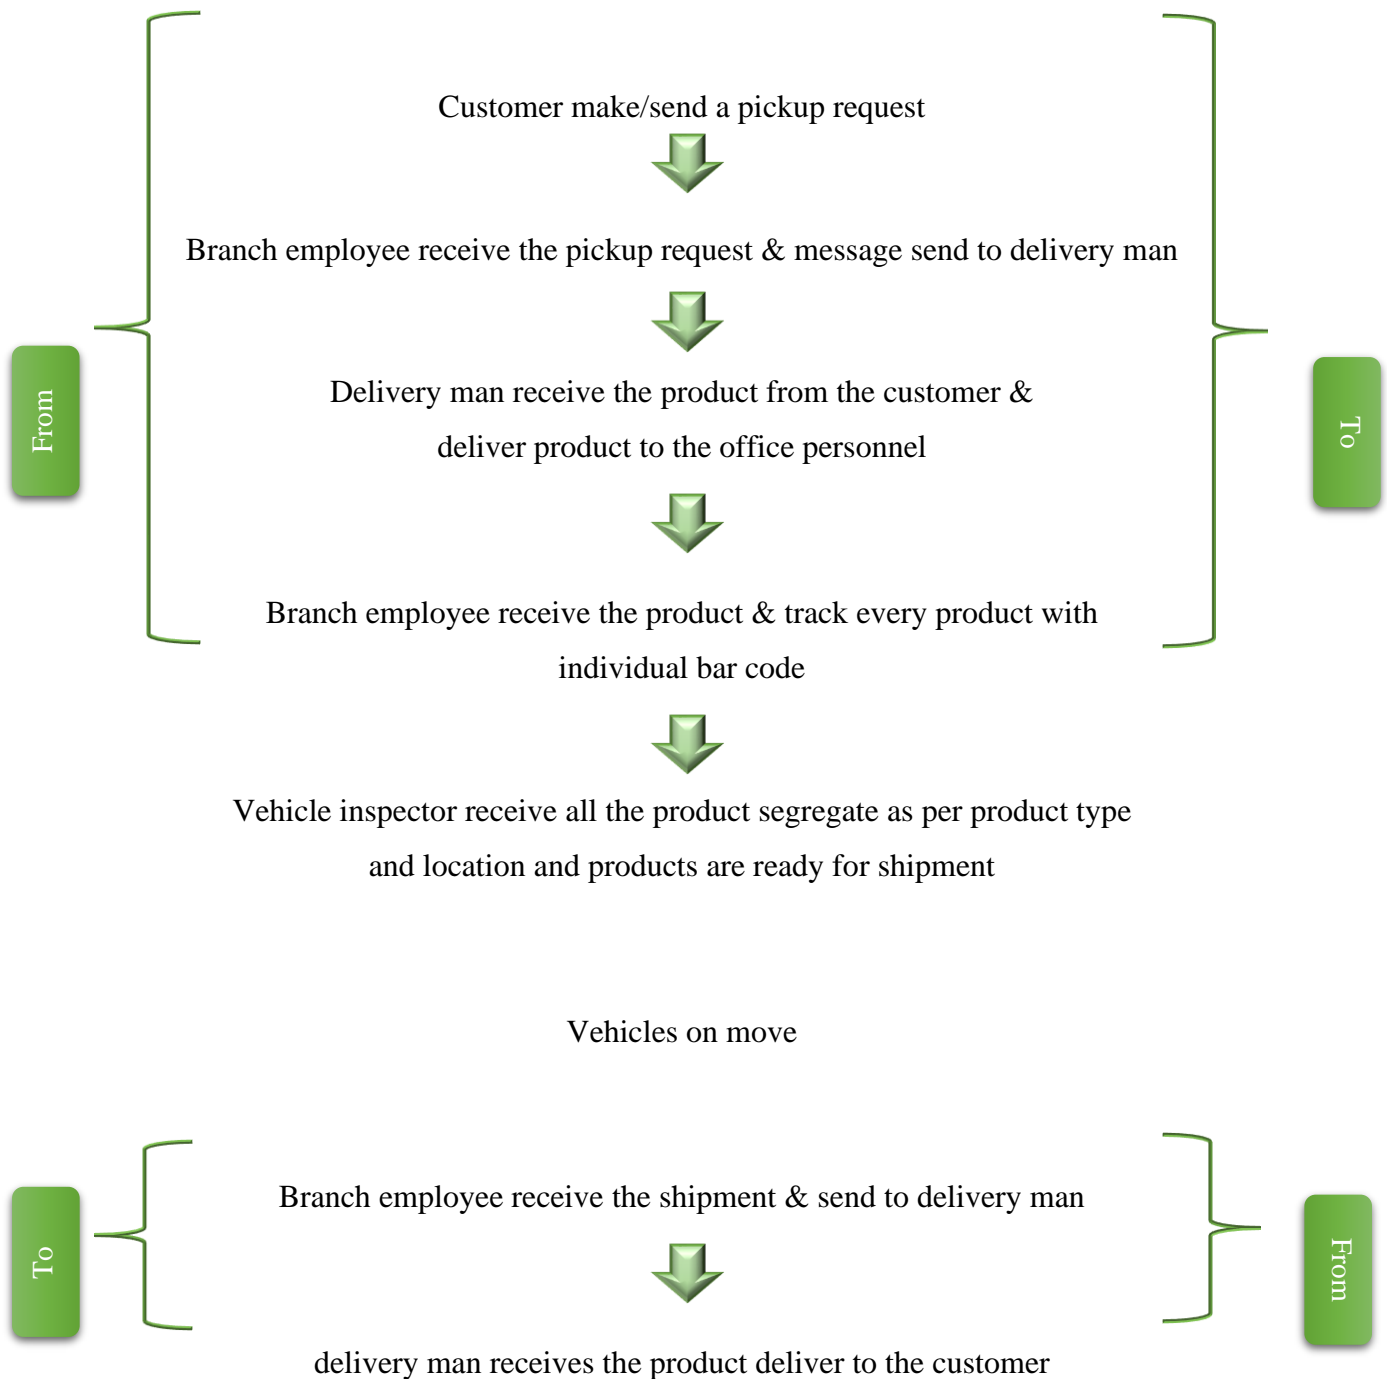 Customer make/send a pickup request
Branch employee receive the pickup request & message send to delivery man
From
To
Delivery man receive the product from the customer &
deliver product to the office personnel
Branch employee receive the product & track every product with
individual bar code
Vehicle inspector receive all the product segregate as per product type
and location and products are ready for shipment
Vehicles on move
Branch employee receive the shipment & send to delivery man
To
From
delivery man receives the product deliver to the customer